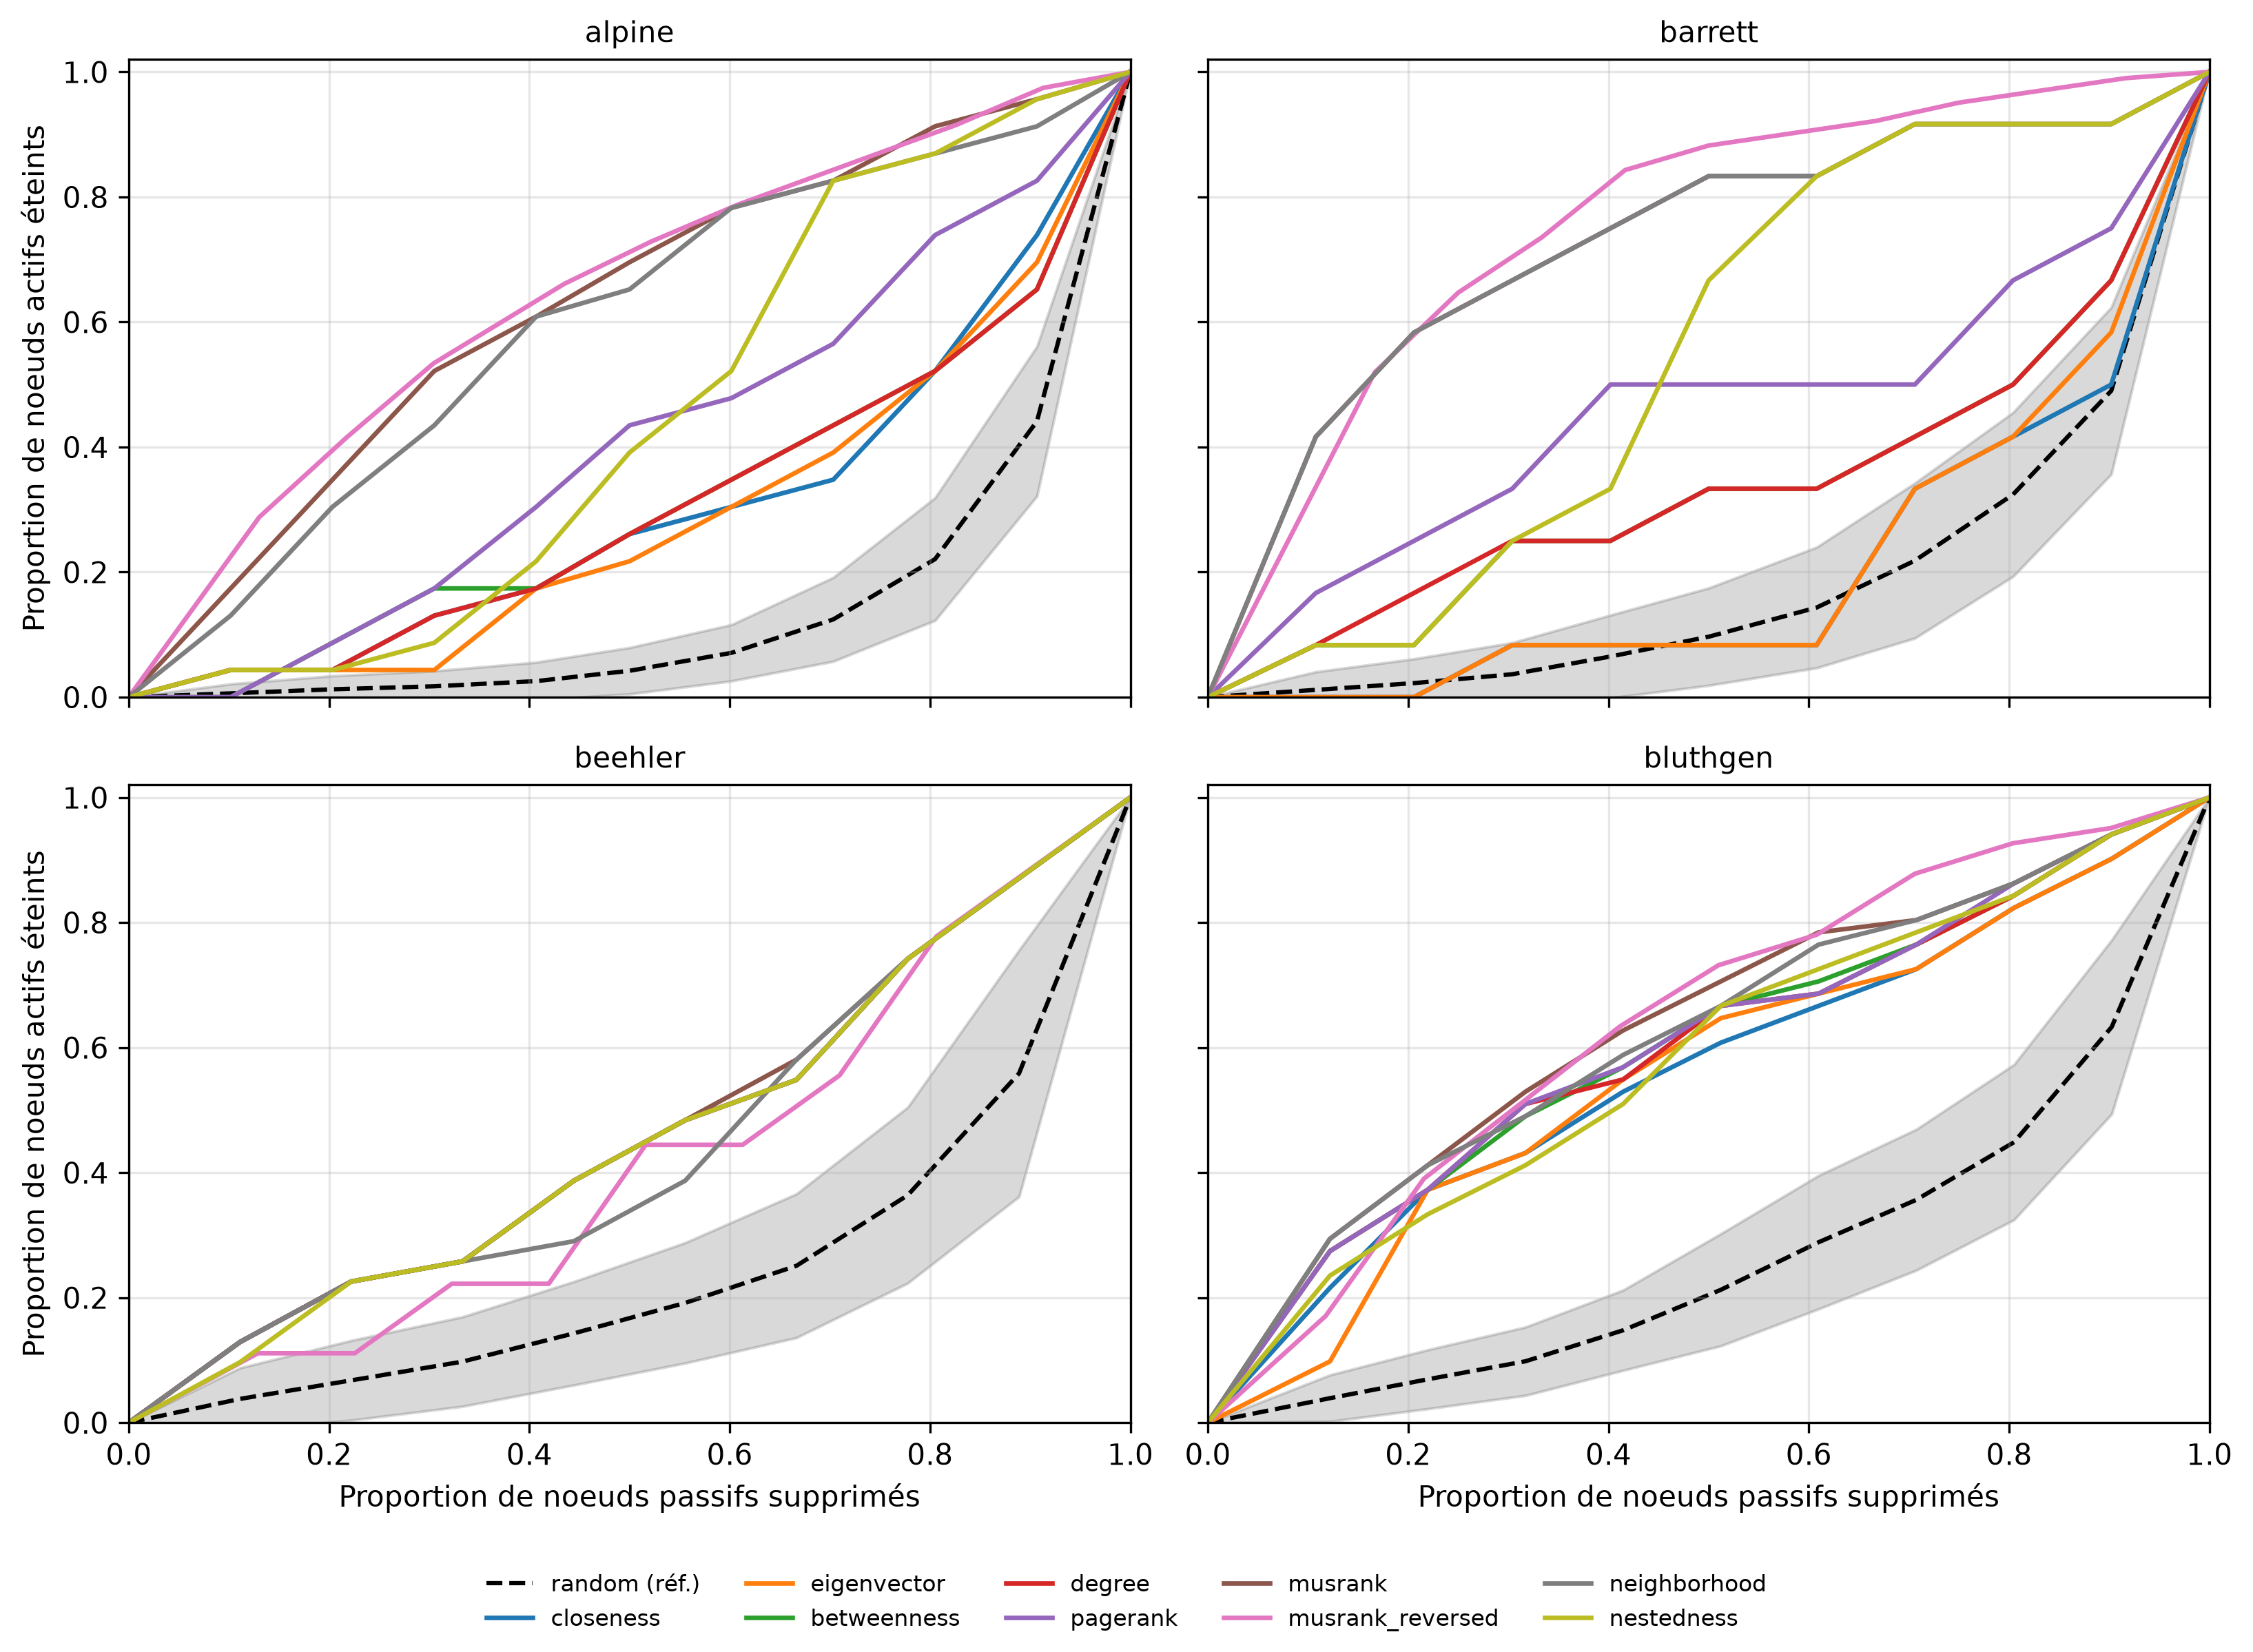 alpine
barrett
Proportion de noeuds actifs éteints
1.0
0.8
0.6
0.4
0.2
0.0
beehler
bluthgen
Proportion de noeuds actifs éteints
1.0
0.8
0.6
0.4
0.2
0.0
0.0 0.2 0.4 0.6 0.8 1.0
0.0 0.2 0.4 0.6 0.8 1.0
Proportion de noeuds passifs supprimés
Proportion de noeuds passifs supprimés
random (réf.) eigenvector degree musrank neighborhood
closeness betweenness pagerank musrank_reversed nestedness